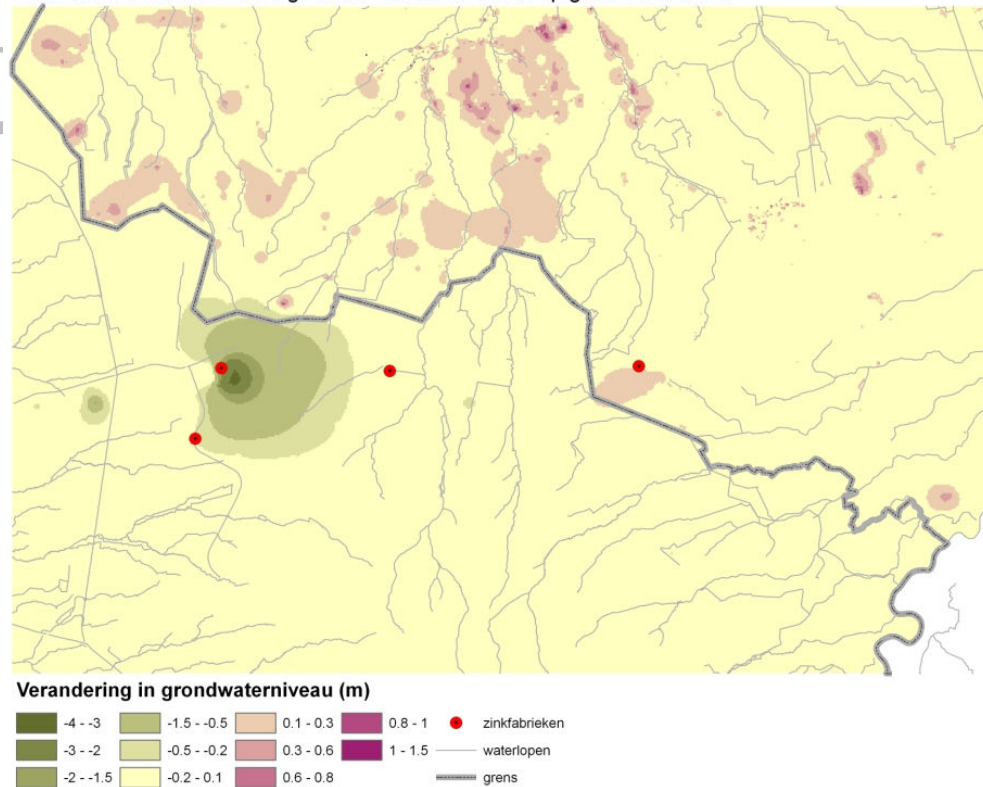 Verandering in grondwaterniveau (m)
-4 - -3 -1.5 - -0.5 0.1 - 0.3 0.8 - 1 zinkfabrieken
-3 - -2 -0.5 - -0.2 0.3 - 0.6 1 - 1.5 waterlopen
-2 - -1.5 -0.2 - 0.1 0.6 - 0.8 grens